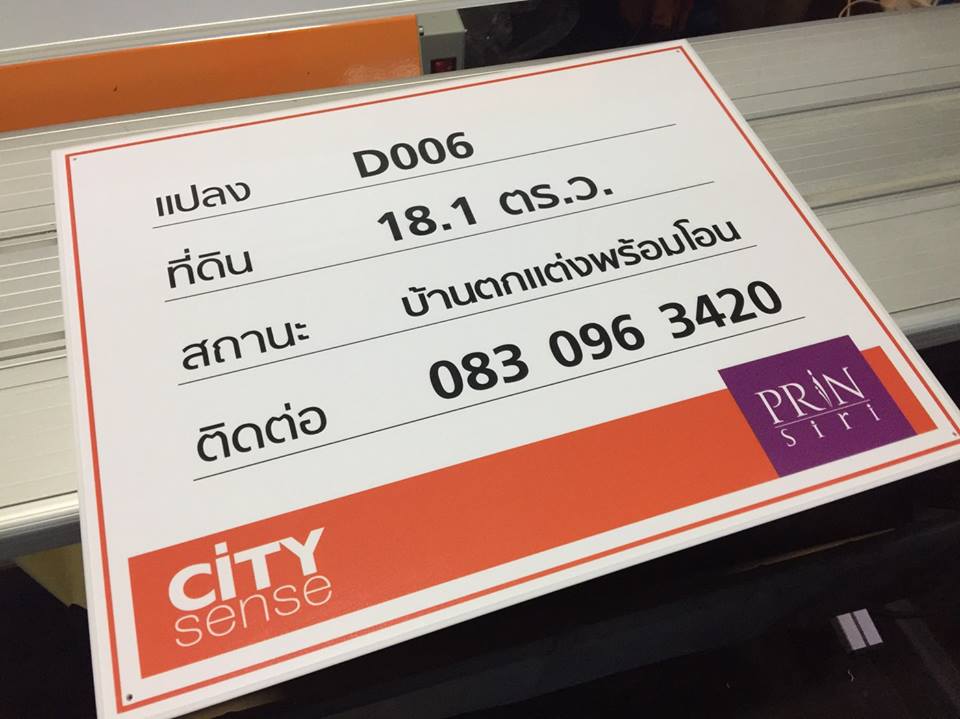 แปลง D006
ที่ดิน 18.1 ตร.ว.
สถานะ บ้านตกแต่งพร้อมโอน
ติดต่อ 083 096 3420
PRiN
siri
CiTY
sense